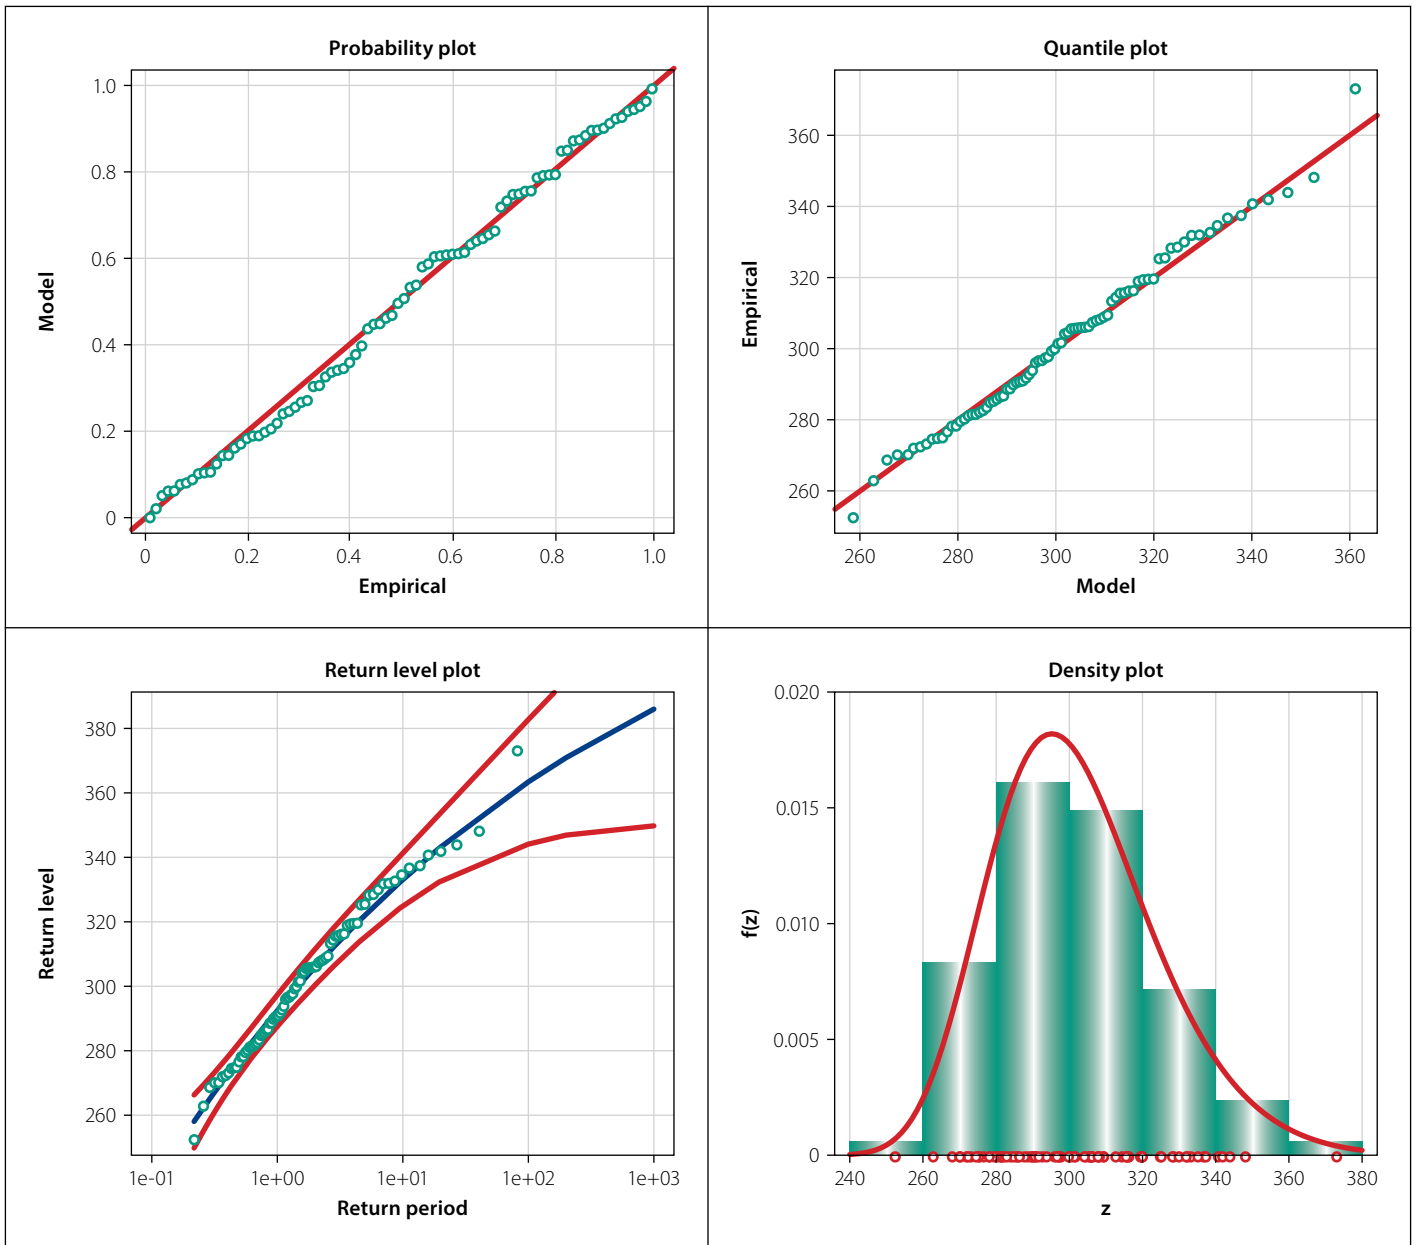 Probability plot
1.0
0.8
0.6
0.4
0.2
0
Model
0 0.2 0.4 0.6 0.8 1.0
Empirical
Quantile plot
360
340
320
300
280
260
Empirical
260 280 300 320 340 360
Model
Return level plot
380
360
340
320
300
280
260
Return level
1e-01 1e+00 1e+01 1e+02 1e+03
Return period
Density plot
0.020
0.015
0.010
0.005
0
f(z)
240 260 280 300 320 340 360 380
z